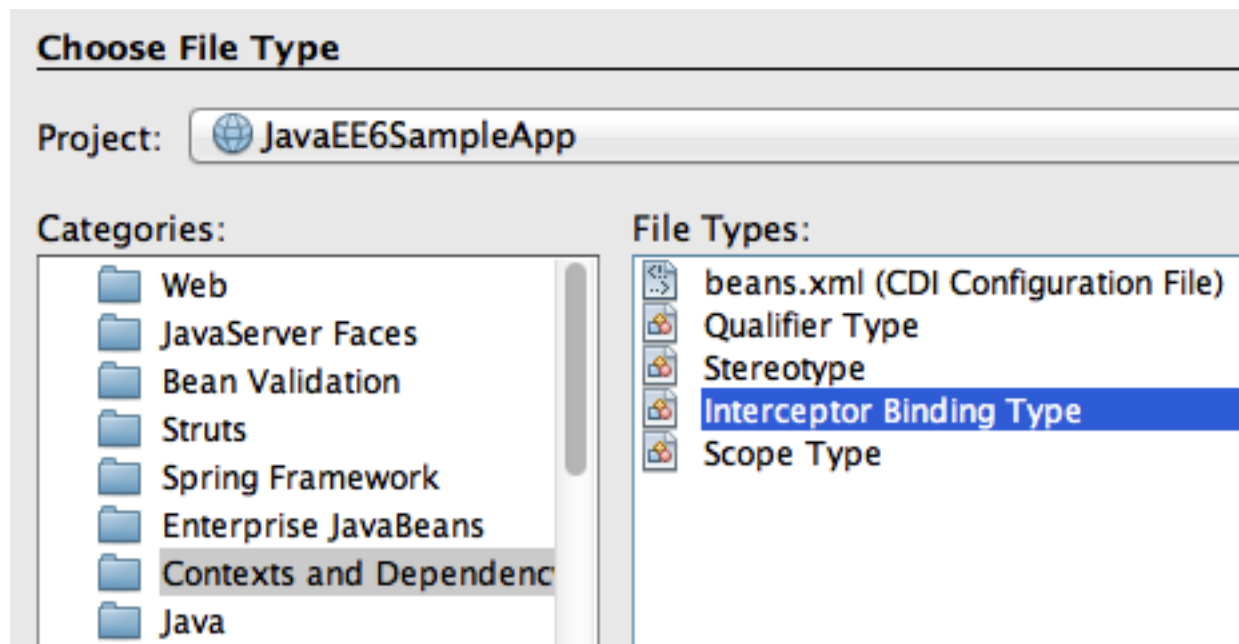 Choose File Type
Project: JavaEE6SampleApp
Categories:
Web
JavaServer Faces
Bean Validation
Struts
Spring Framework
Enterprise JavaBeans
Contexts and Dependenc
Java
File Types:
beans.xml (CDI Configuration File)
Qualifier Type
Stereotype
Interceptor Binding Type
Scope Type